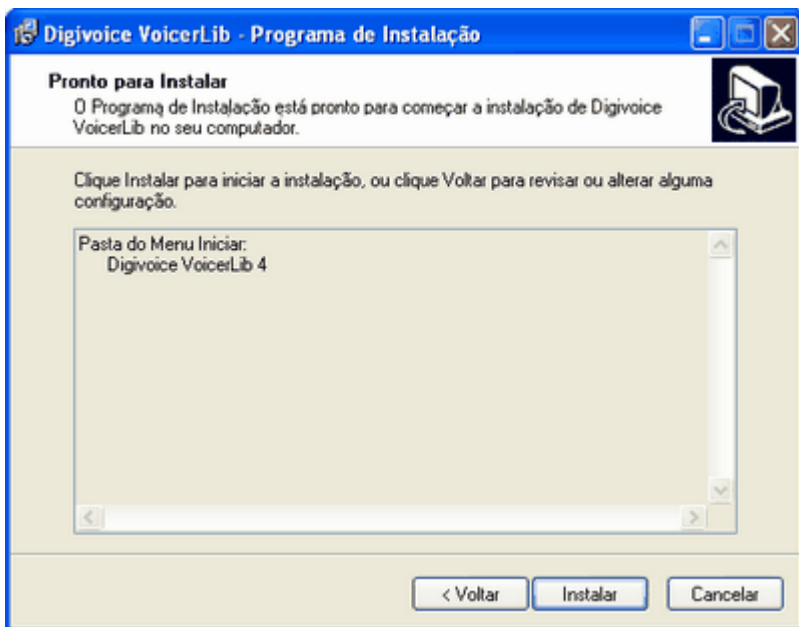 Digivoice VoicerLib - Programa de Instalação
Pronto para Instalar
O Programa de Instalação está pronto para começar a instalação de Digivoice
VoicerLib no seu computador.
Clique Instalar para iniciar a instalação, ou clique Voltar para revisar ou alterar alguma
configuração.
Pasta do Menu Iniciar:
Digivoice VoicerLib 4
< Voltar
Instalar
Cancelar